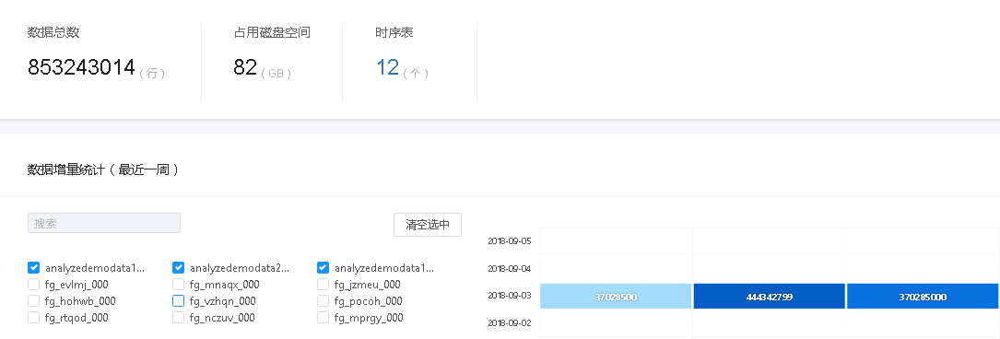 数据总数 占用磁盘空间 时序表
853243014（行） 82（GB） 12（个）
数据增量统计（最近一周）
搜索 清空选中
analyzedemodata1... analyzedemodata2... analyzedemodata1...
fg_evlmj_000 fg_mnaqx_000 fg_jzmeu_000
fg_hohwb_000 fg_vzhqn_000 fg_pocoh_000
fg_rtqod_000 fg_nczuv_000 fg_mprgy_000
2018-09-05
2018-09-04
2018-09-03 37028500 444342799 370285000
2018-09-02